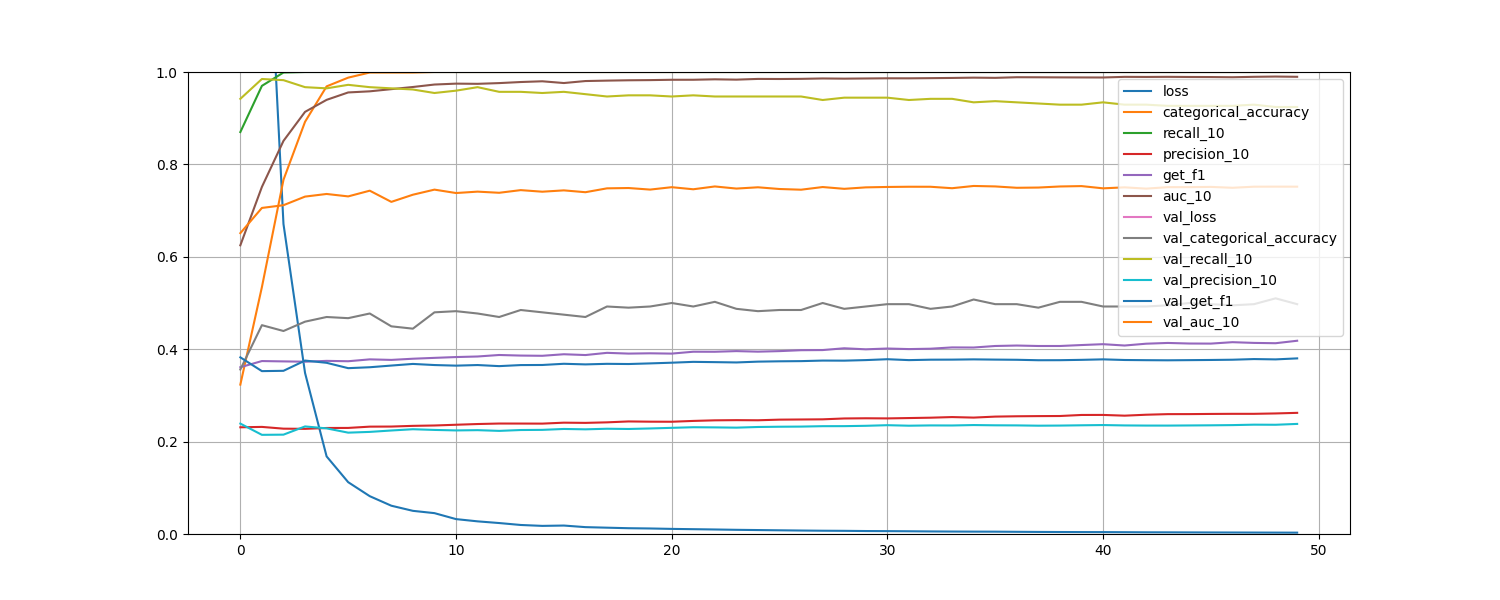 1.0
0.8
0.6
0.4
0.2
0.0
0 10 20 30 40 50
loss
categorical_accuracy
recall_10
precision_10
get_f1
auc_10
val_loss
val_categorical_accuracy
val_recall_10
val_precision_10
val_get_f1
val_auc_10